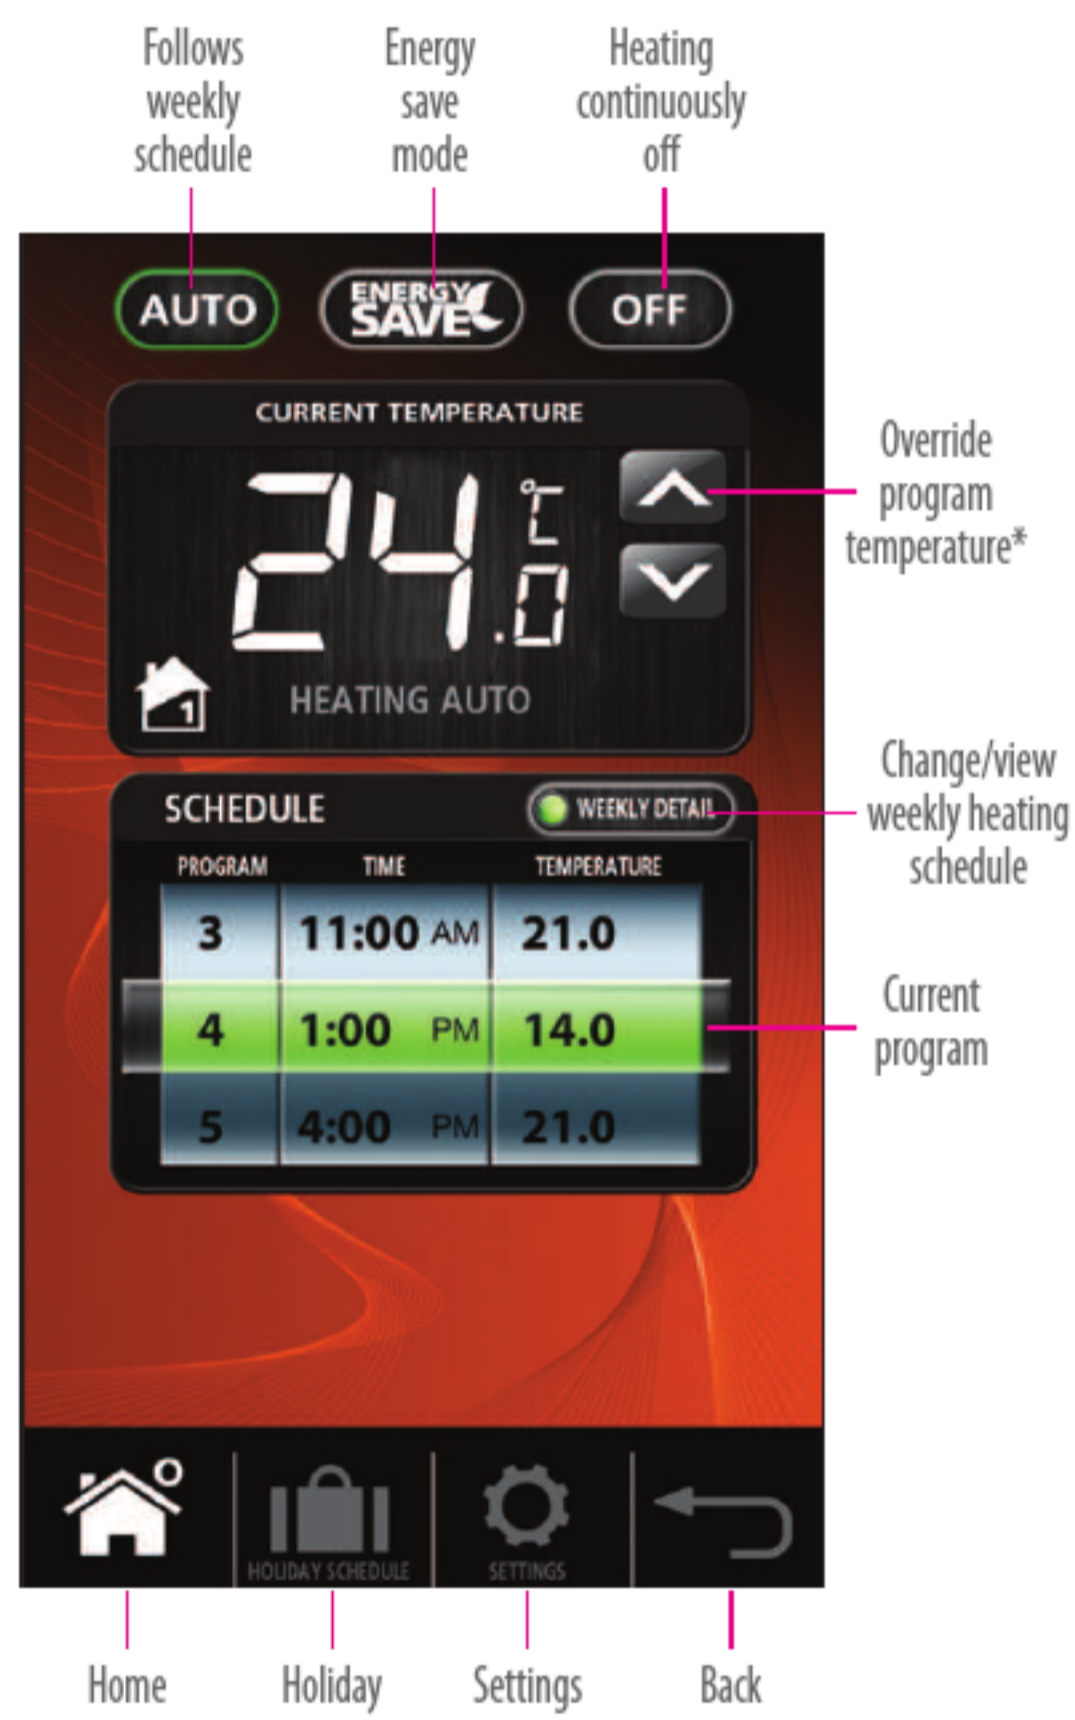 Follows
weekly
schedule
Energy
save
mode
Heating
continuously
off
AUTO
ENERGY
SAVE
OFF
CURRENT TEMPERATURE
24.0 °C
1
HEATING AUTO
Override
program
temperature*
SCHEDULE
WEEKLY DETAIL
Change/view
weekly heating
schedule
PROGRAM TIME TEMPERATURE
3 11:00 AM 21.0
4 1:00 PM 14.0
5 4:00 PM 21.0
Current
program
HOLIDAY SCHEDULE
SETTINGS
Home
Holiday
Settings
Back